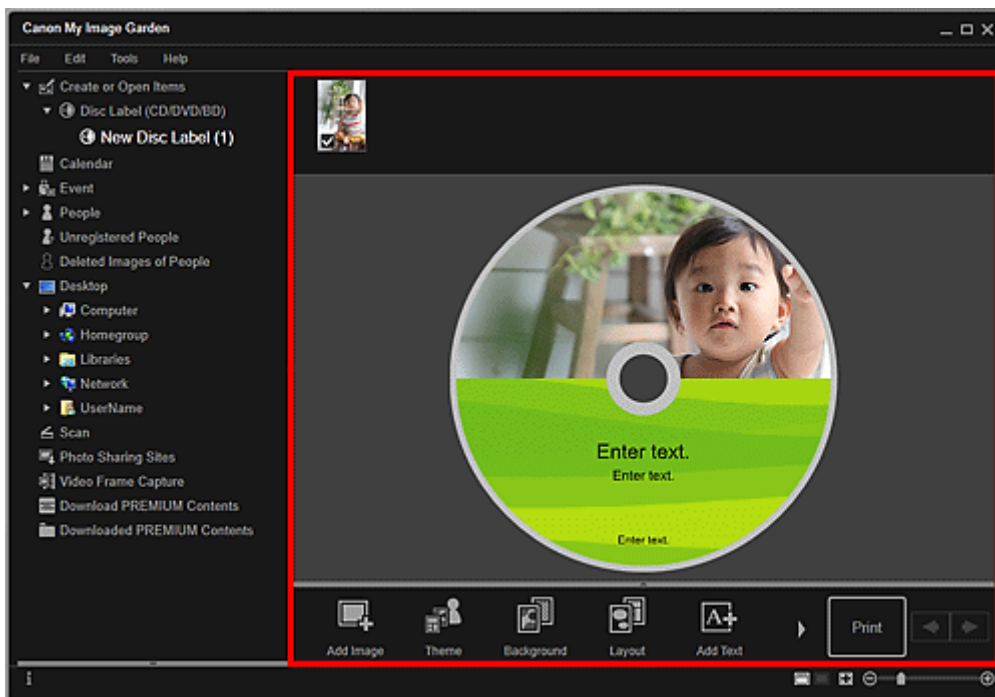 Canon My Image Garden
File Edit Tools Help
Create or Open Items
Disc Label (CD/DVD/BD)
New Disc Label (1)
Calendar
Event
People
Unregistered People
Deleted Images of People
Desktop
Computer
Homegroup
Libraries
Network
UserName
Scan
Photo Sharing Sites
Video Frame Capture
Download PREMIUM Contents
Downloaded PREMIUM Contents
Enter text.
Enter text.
Enter text.
Add Image Theme Background Layout Add Text Print